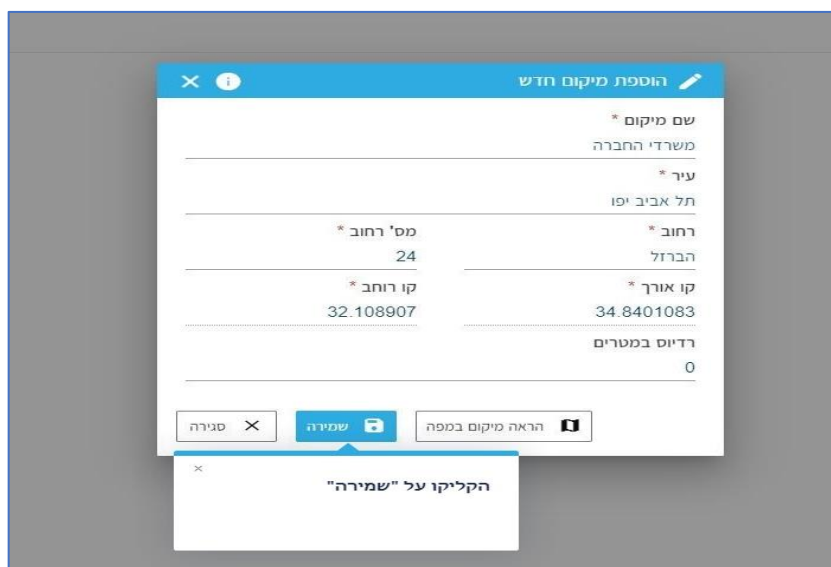 הוספת מיקום חדש
שם מיקום *
משרדי החברה
עיר *
תל אביב יפו
רחוב *
מס' רחוב *
הברזל
24
קו אורך *
קו רוחב *
34.8401083
32.108907
רדיוס במטרים
0
הראה מיקום במפה
שמירה
סגירה
הקליקו על "שמירה"